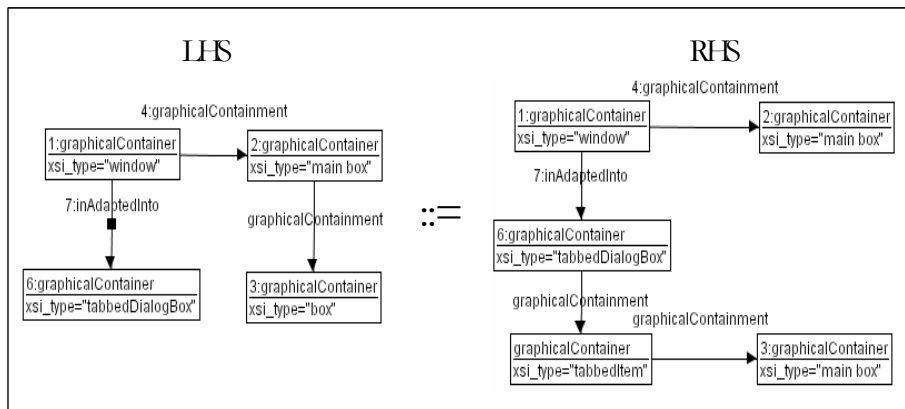 LHS
4:graphicalContainment
1:graphicalContainer
xsi_type="window"
2:graphicalContainer
xsi_type="main box"
7:inAdaptedInto
graphicalContainment
6:graphicalContainer
xsi_type="tabbedDialogBox"
3:graphicalContainer
xsi_type="box"
::=
RHS
4:graphicalContainment
1:graphicalContainer
xsi_type="window"
2:graphicalContainer
xsi_type="main box"
7:inAdaptedInto
6:graphicalContainer
xsi_type="tabbedDialogBox"
graphicalContainment
graphicalContainment
graphicalContainer
xsi_type="tabbedItem"
3:graphicalContainer
xsi_type="main box"